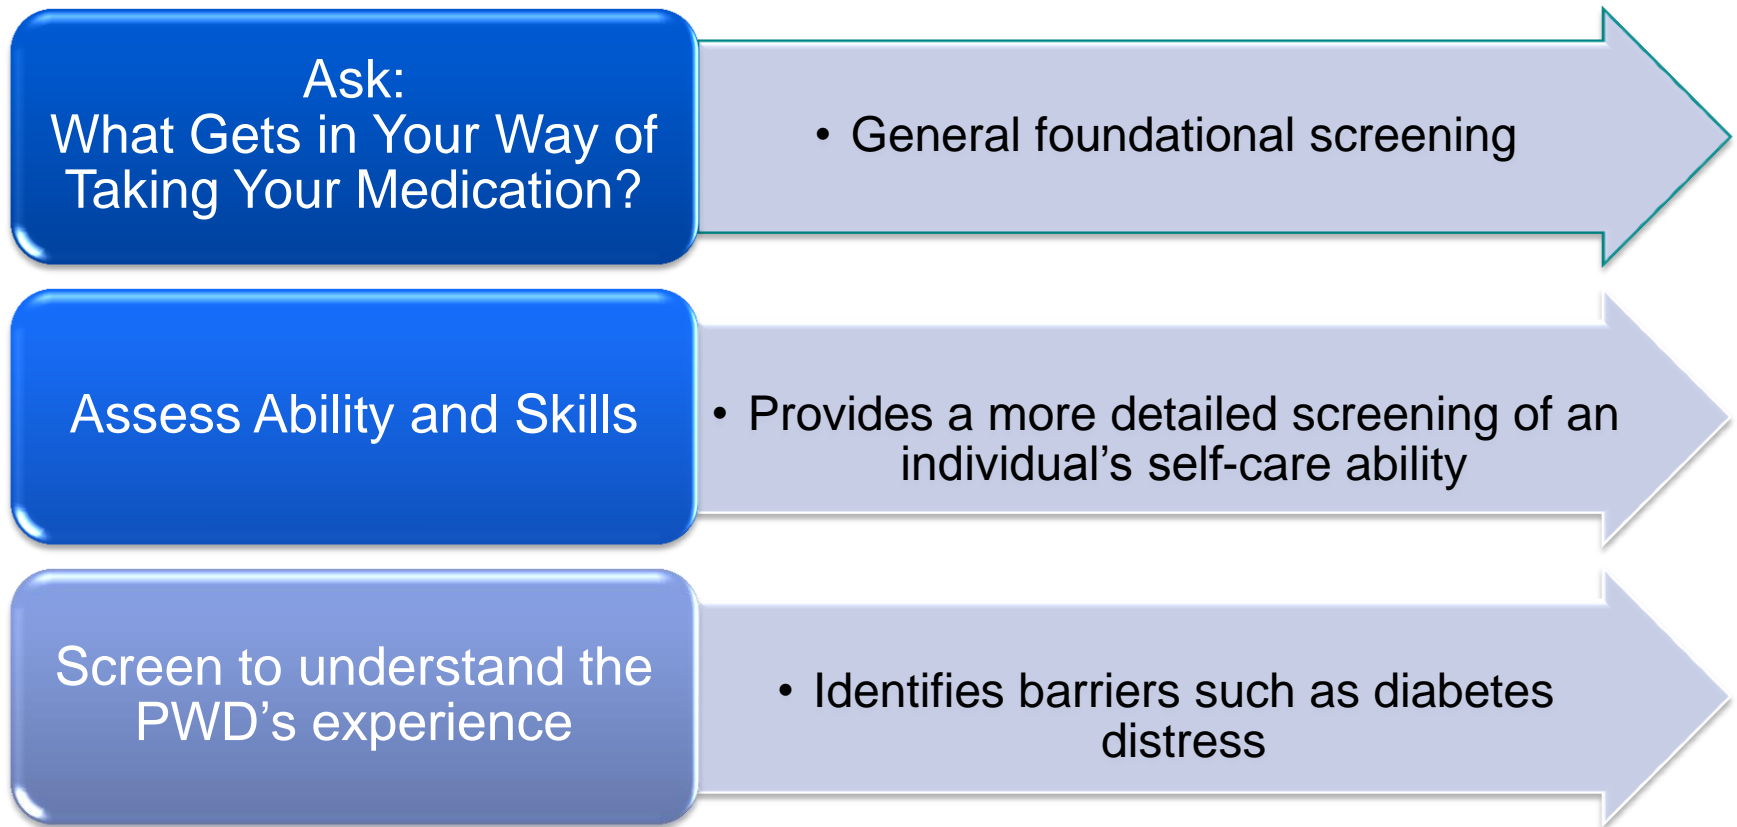 Ask:
What Gets in Your Way of
Taking Your Medication?
• General foundational screening
Assess Ability and Skills
• Provides a more detailed screening of an
individual’s self-care ability
Screen to understand the
PWD’s experience
• Identifies barriers such as diabetes
distress